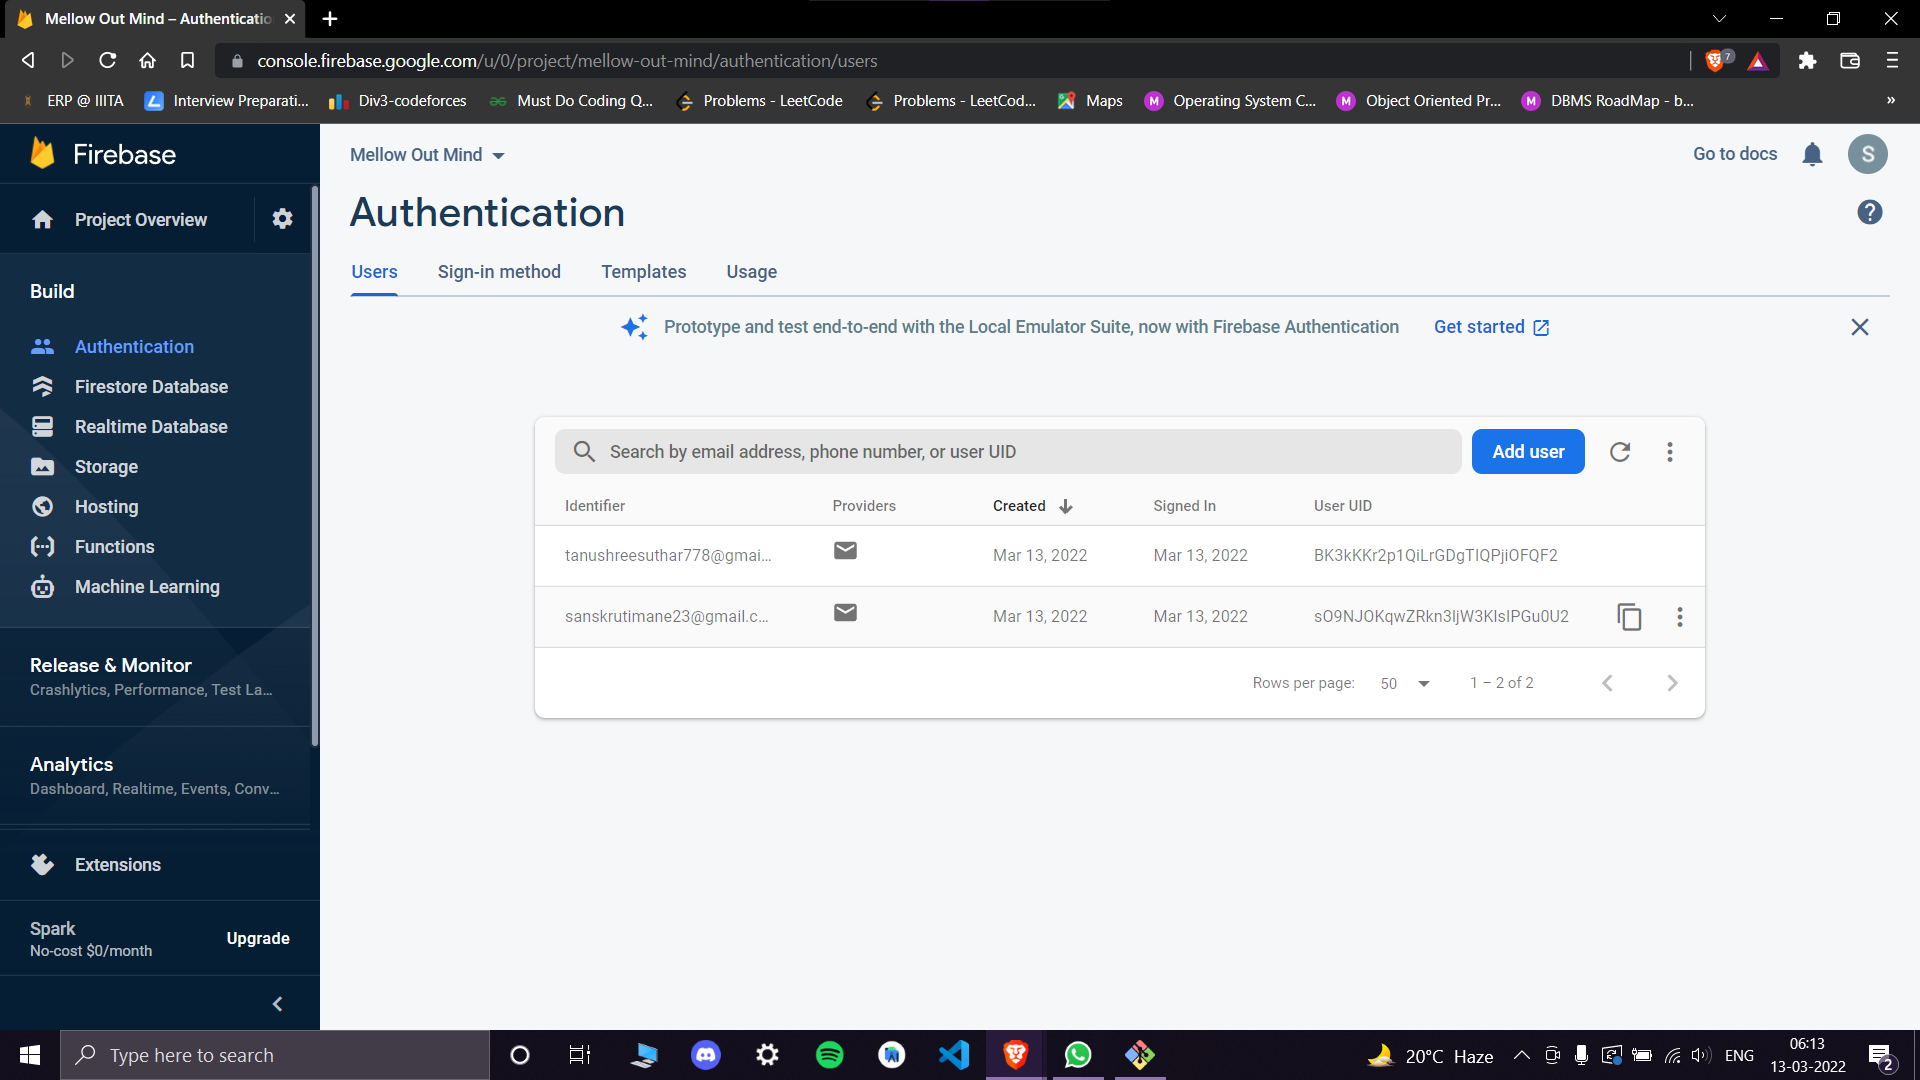 Mellow Out Mind – Authenticatio
console.firebase.google.com/u/0/project/mellow-out-mind/authentication/users
7
ERP @ IIITA
Interview Preparati...
Div3-codeforces
Must Do Coding Q...
Problems - LeetCode
Problems - LeetCod...
Maps
M
Operating System C...
M
Object Oriented Pr...
M
DBMS RoadMap - b...
»
Firebase
Project Overview
Build
Authentication
Firestore Database
Realtime Database
Storage
Hosting
Functions
Machine Learning
Release & Monitor
Crashlytics, Performance, Test La...
Analytics
Dashboard, Realtime, Events, Conv...
Extensions
Spark
No-cost $0/month
Upgrade
Mellow Out Mind
Go to docs
S
Authentication
Users
Sign-in method
Templates
Usage
Prototype and test end-to-end with the Local Emulator Suite, now with Firebase Authentication
Get started
Search by email address, phone number, or user UID
Add user
Identifier
Providers
Created
Signed In
User UID
tanushreesuthar778@gmai...
Mar 13, 2022
Mar 13, 2022
BK3kKKr2p1QiLrGDgTIQPjiOFQF2
sanskrutimane23@gmail.c...
Mar 13, 2022
Mar 13, 2022
sO9NJOKqwZRkn3IjW3KIsIPGu0U2
Rows per page:
50
1 – 2 of 2
Type here to search
20°C Haze
ENG
06:13
13-03-2022
2